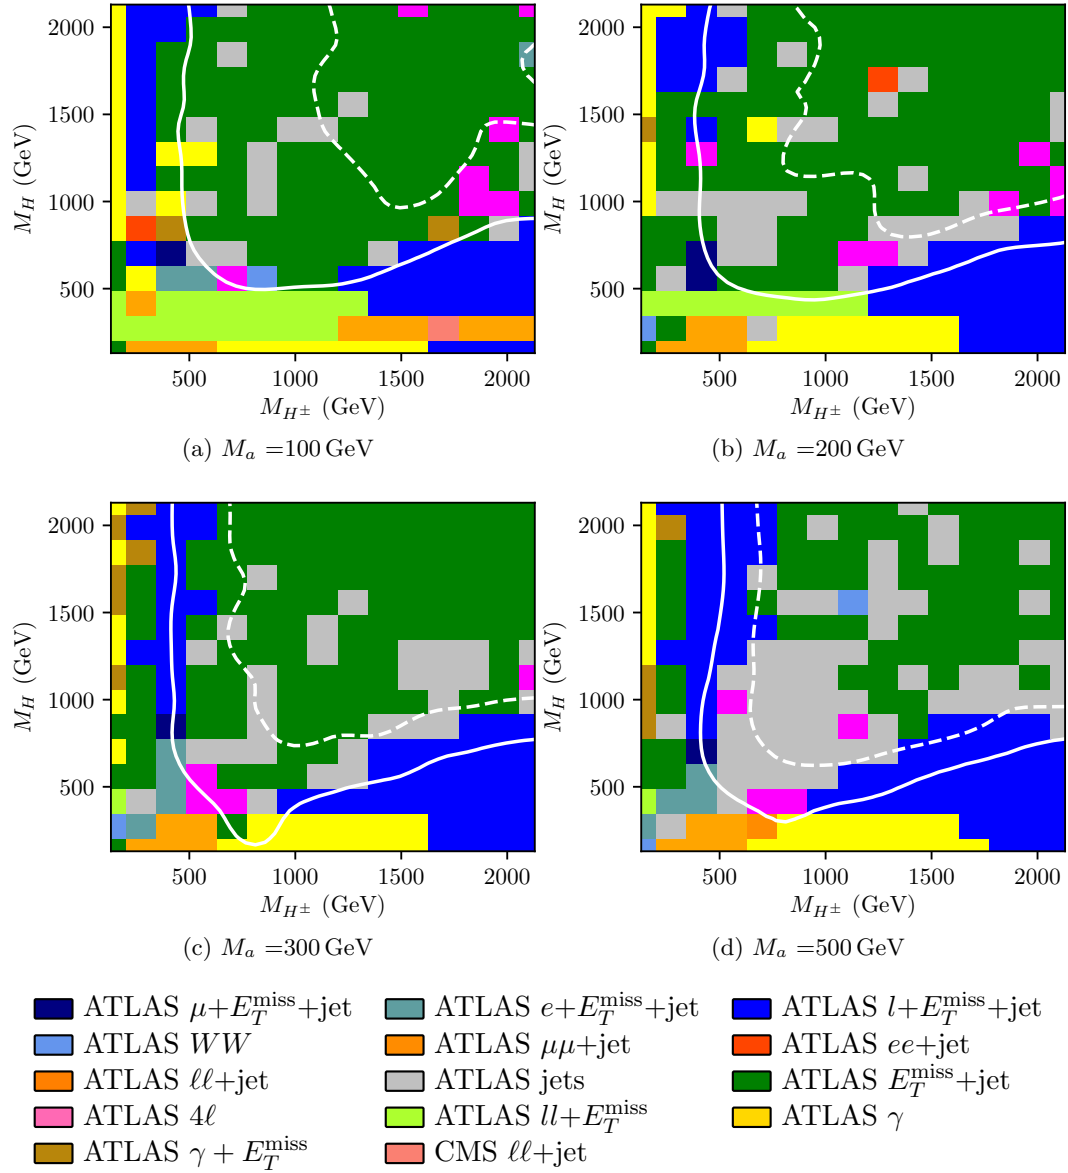 2000
1500
1000
500
M_H (GeV)
500 1000 1500 2000
M_{H^±} (GeV)
(a) M_a =100 GeV
2000
1500
1000
500
M_H (GeV)
500 1000 1500 2000
M_{H^±} (GeV)
(b) M_a =200 GeV
2000
1500
1000
500
M_H (GeV)
500 1000 1500 2000
M_{H^±} (GeV)
(c) M_a =300 GeV
2000
1500
1000
500
M_H (GeV)
500 1000 1500 2000
M_{H^±} (GeV)
(d) M_a =500 GeV
ATLAS μ+E_T^{miss}+jet ATLAS e+E_T^{miss}+jet ATLAS l+E_T^{miss}+jet
ATLAS WW ATLAS μμ+jet ATLAS ee+jet
ATLAS ℓℓ+jet ATLAS jets ATLAS E_T^{miss}+jet
ATLAS 4ℓ ATLAS ll+E_T^{miss} ATLAS γ
ATLAS γ + E_T^{miss} CMS ℓℓ+jet